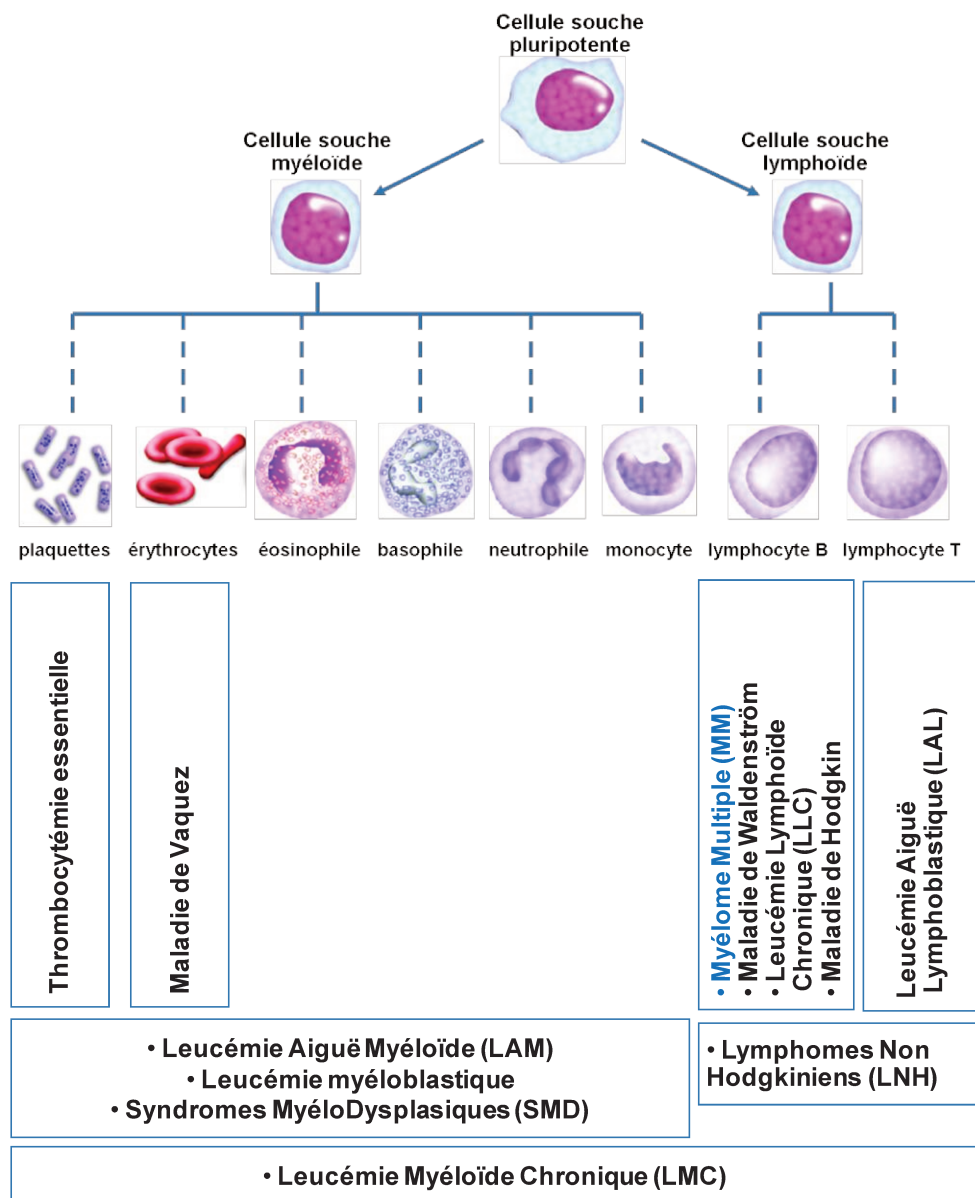 Cellule souche
pluripotente
Cellule souche
myéloïde
Cellule souche
lymphoïde
plaquettes
érythrocytes
éosinophile
basophile
neutrophile
monocyte
lymphocyte B
lymphocyte T
Thrombocytémie essentielle
Maladie de Vaquez
• Myélome Multiple (MM)
• Maladie de Waldenström
• Leucémie Lymphoïde
Chronique (LLC)
• Maladie de Hodgkin
Leucémie Aiguë
Lymphoblastique (LAL)
• Leucémie Aiguë Myéloïde (LAM)
• Leucémie myéloblastique
• Syndromes MyéloDysplasiques (SMD)
• Lymphomes Non
Hodgkiniens (LNH)
• Leucémie Myéloïde Chronique (LMC)